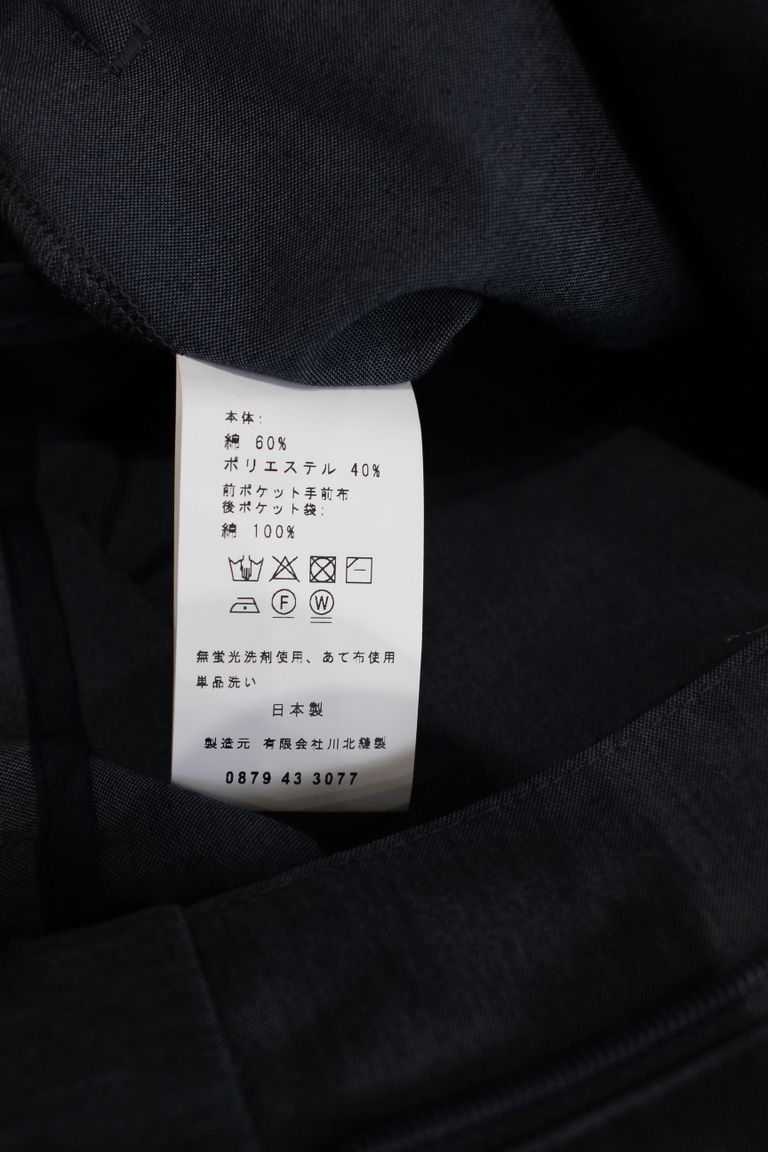 本体:
綿 60%
ポリエステル 40%
前ポケット手前布
後ポケット袋:
綿 100%
F W
無蛍光洗剤使用、あて布使用
単品洗い
日本製
製造元 有限会社川北縫製
0879 43 3077